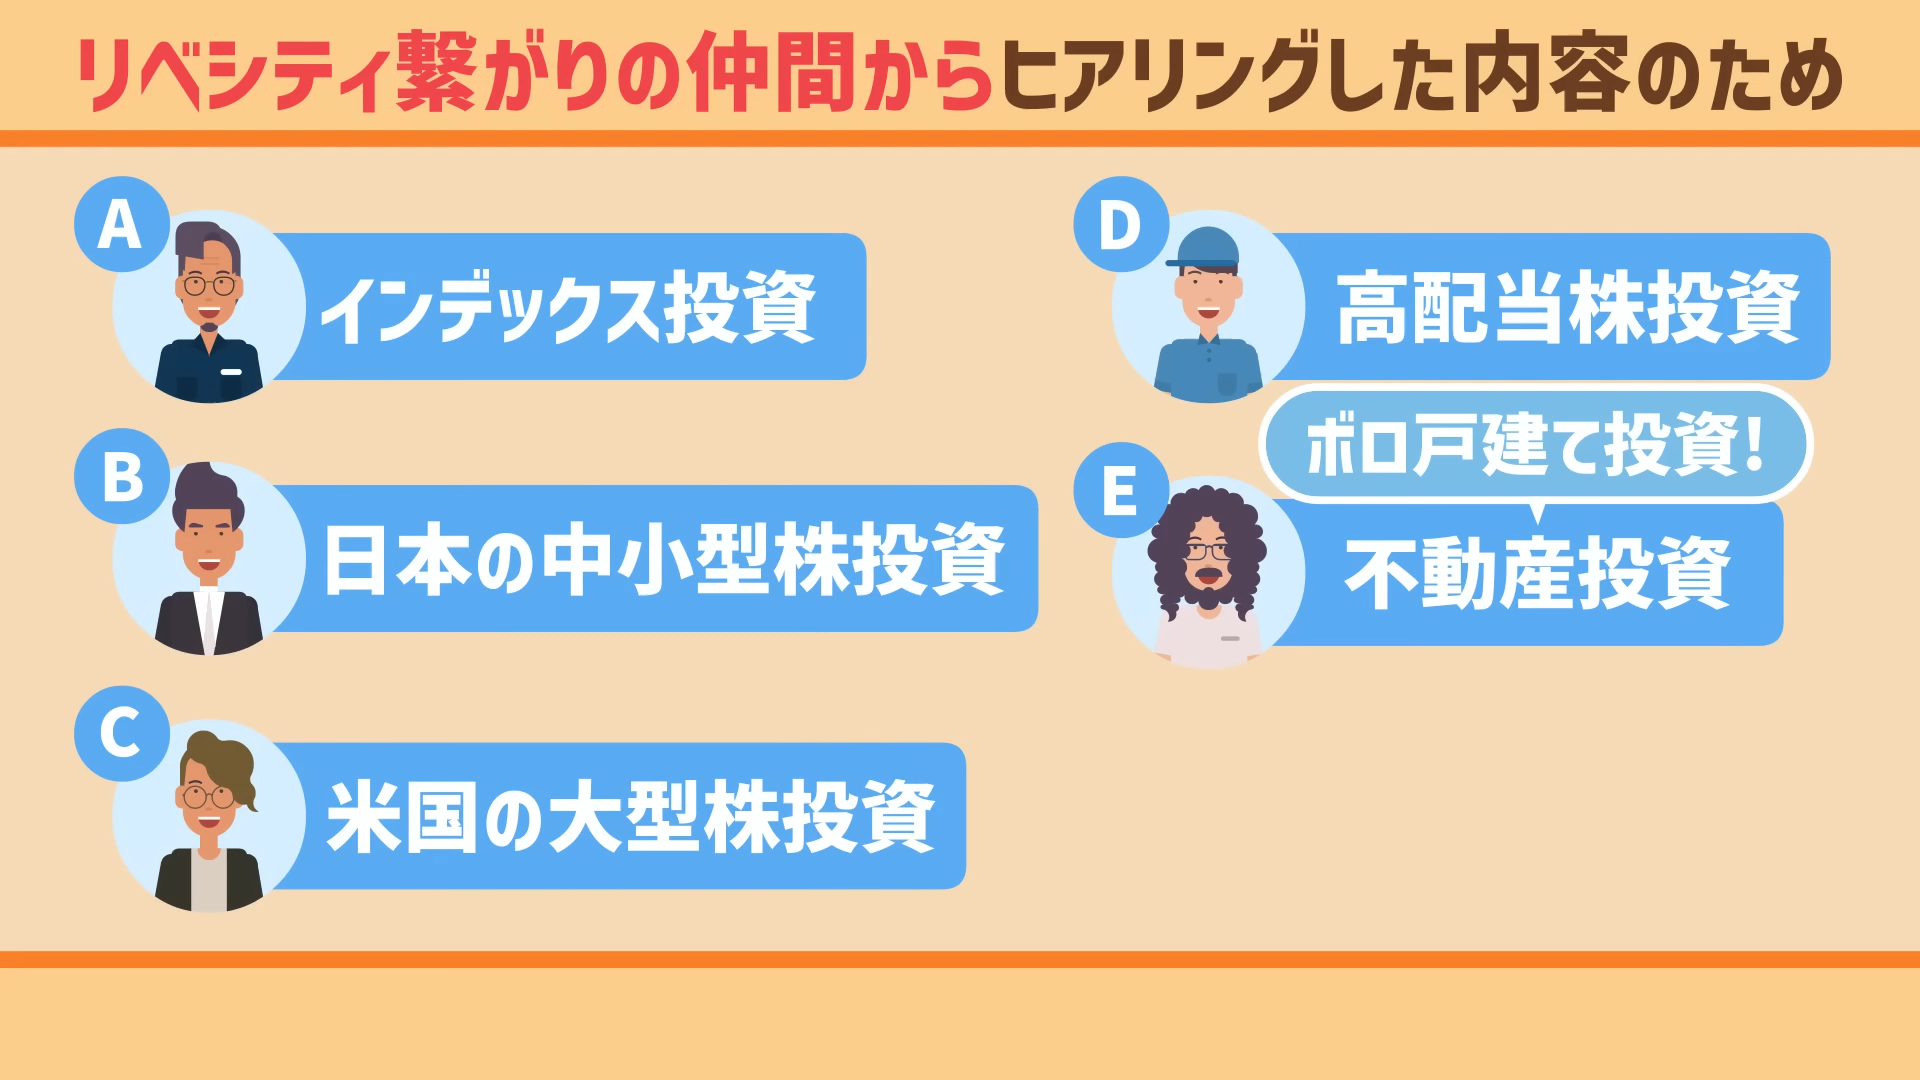 リベシティ繋がりの仲間からヒアリングした内容のため
A
インデックス投資
B
日本の中小型株投資
C
米国の大型株投資
D
高配当株投資
ボロ戸建て投資!
E
不動産投資